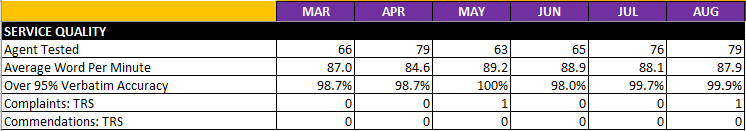 MAR APR MAY JUN JUL AUG
SERVICE QUALITY
Agent Tested 66 79 63 65 76 79
Average Word Per Minute 87.0 84.6 89.2 88.9 88.1 87.9
Over 95% Verbatim Accuracy 98.7% 98.7% 100% 98.0% 99.7% 99.9%
Complaints: TRS 0 0 1 0 0 1
Commendations: TRS 0 0 0 0 0 0